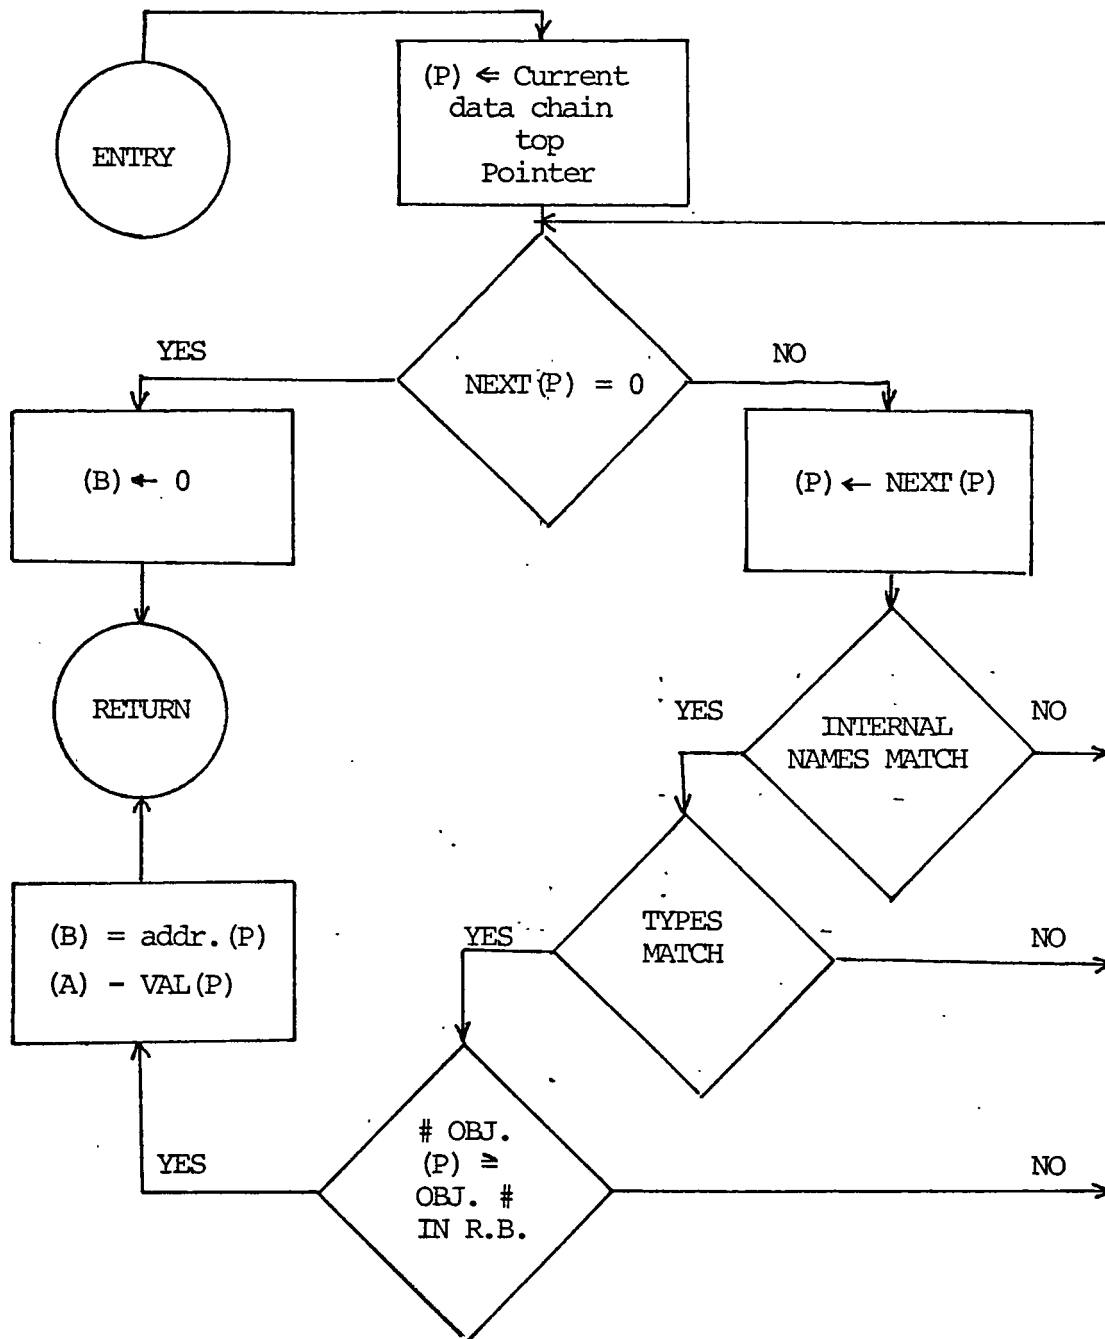 ENTRY
(P) ⇐ Current
data chain
top
Pointer
YES
NEXT(P) = 0
NO
(B) ← 0
(P) ← NEXT(P)
RETURN
YES
INTERNAL
NAMES MATCH
NO
(B) = addr.(P)
(A) - VAL(P)
YES
TYPES
MATCH
NO
YES
# OBJ.
(P) ≥
OBJ. #
IN R.B.
NO